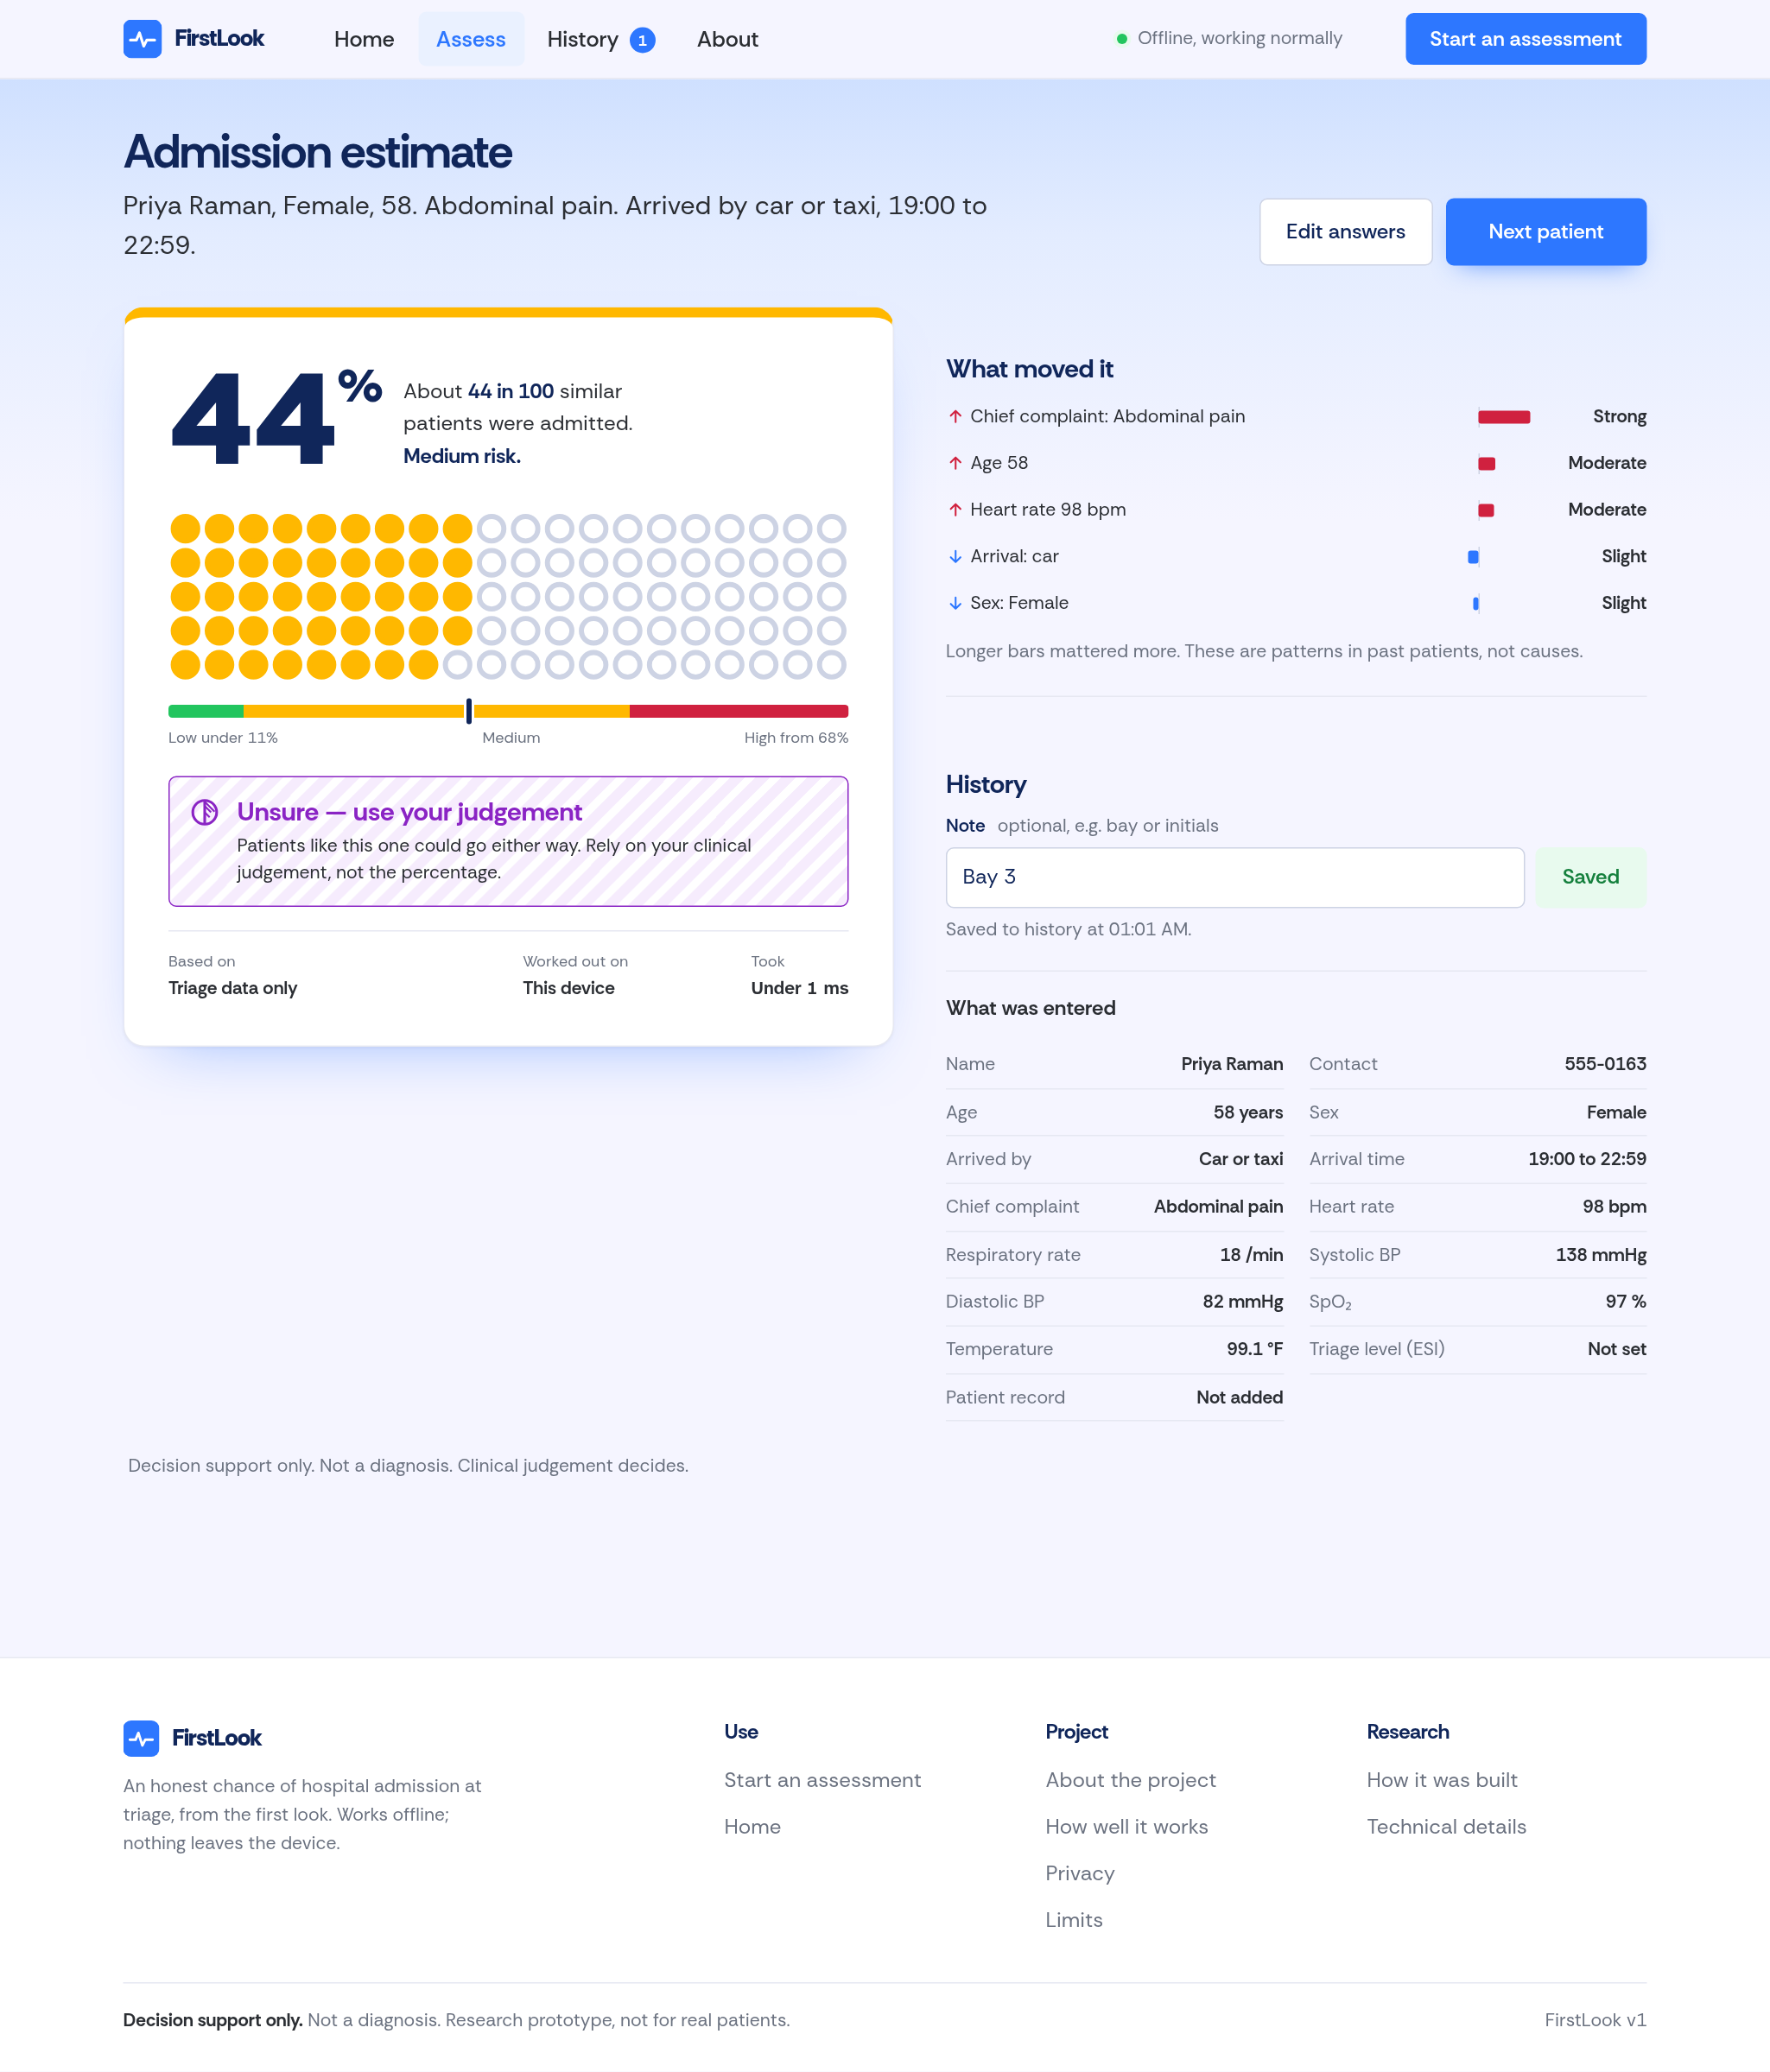 FirstLook
Home
Assess
History 1
About
Offline, working normally
Start an assessment
Admission estimate
Priya Raman, Female, 58. Abdominal pain. Arrived by car or taxi, 19:00 to
22:59.
Edit answers
Next patient
44%
About 44 in 100 similar
patients were admitted.
Medium risk.
Low under 11%
Medium
High from 68%
Unsure — use your judgement
Patients like this one could go either way. Rely on your clinical
judgement, not the percentage.
Based on
Triage data only
Worked out on
This device
Took
Under 1 ms
What moved it
↑ Chief complaint: Abdominal pain Strong
↑ Age 58 Moderate
↑ Heart rate 98 bpm Moderate
↓ Arrival: car Slight
↓ Sex: Female Slight
Longer bars mattered more. These are patterns in past patients, not causes.
History
Note optional, e.g. bay or initials
Bay 3
Saved
Saved to history at 01:01 AM.
What was entered
Name Priya Raman
Contact 555-0163
Age 58 years
Sex Female
Arrived by Car or taxi
Arrival time 19:00 to 22:59
Chief complaint Abdominal pain
Heart rate 98 bpm
Respiratory rate 18 /min
Systolic BP 138 mmHg
Diastolic BP 82 mmHg
SpO₂ 97 %
Temperature 99.1 °F
Triage level (ESI) Not set
Patient record Not added
Decision support only. Not a diagnosis. Clinical judgement decides.
FirstLook
An honest chance of hospital admission at
triage, from the first look. Works offline;
nothing leaves the device.
Use
Start an assessment
Home
Project
About the project
How well it works
Privacy
Limits
Research
How it was built
Technical details
Decision support only. Not a diagnosis. Research prototype, not for real patients.
FirstLook v1